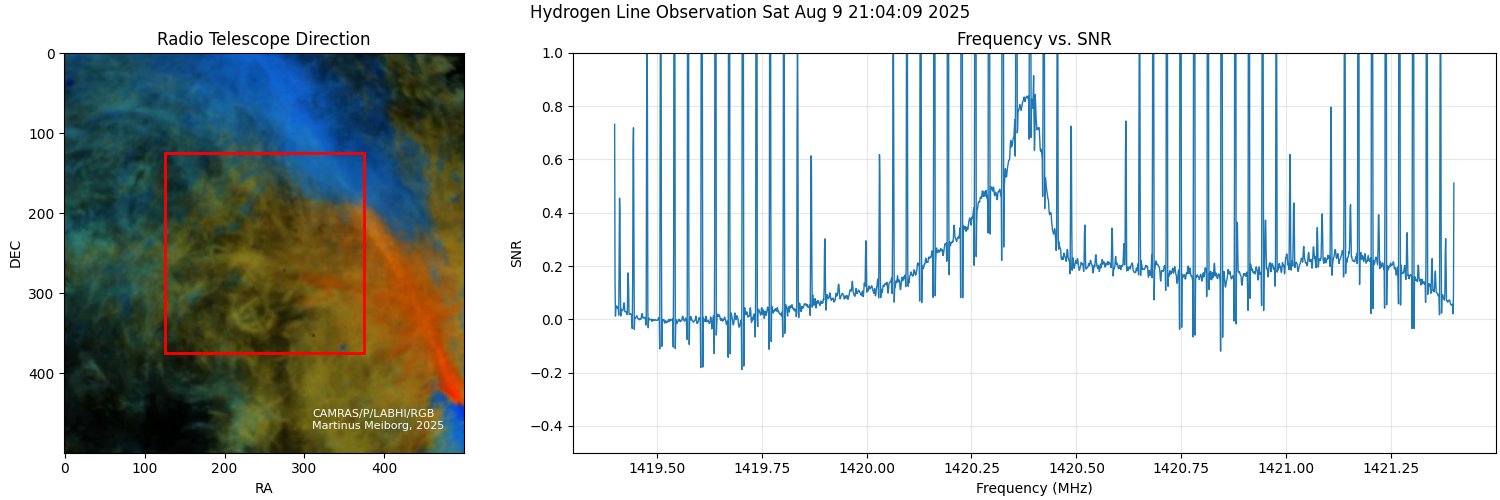 Hydrogen Line Observation Sat Aug 9 21:04:09 2025
Radio Telescope Direction
0
100
200
300
400
DEC
CAMRAS/P/LABHI/RGB
Martinus Meiborg, 2025
0 100 200 300 400
RA
Frequency vs. SNR
1.0
0.8
0.6
0.4
0.2
0.0
−0.2
−0.4
SNR
1419.50 1419.75 1420.00 1420.25 1420.50 1420.75 1421.00 1421.25
Frequency (MHz)